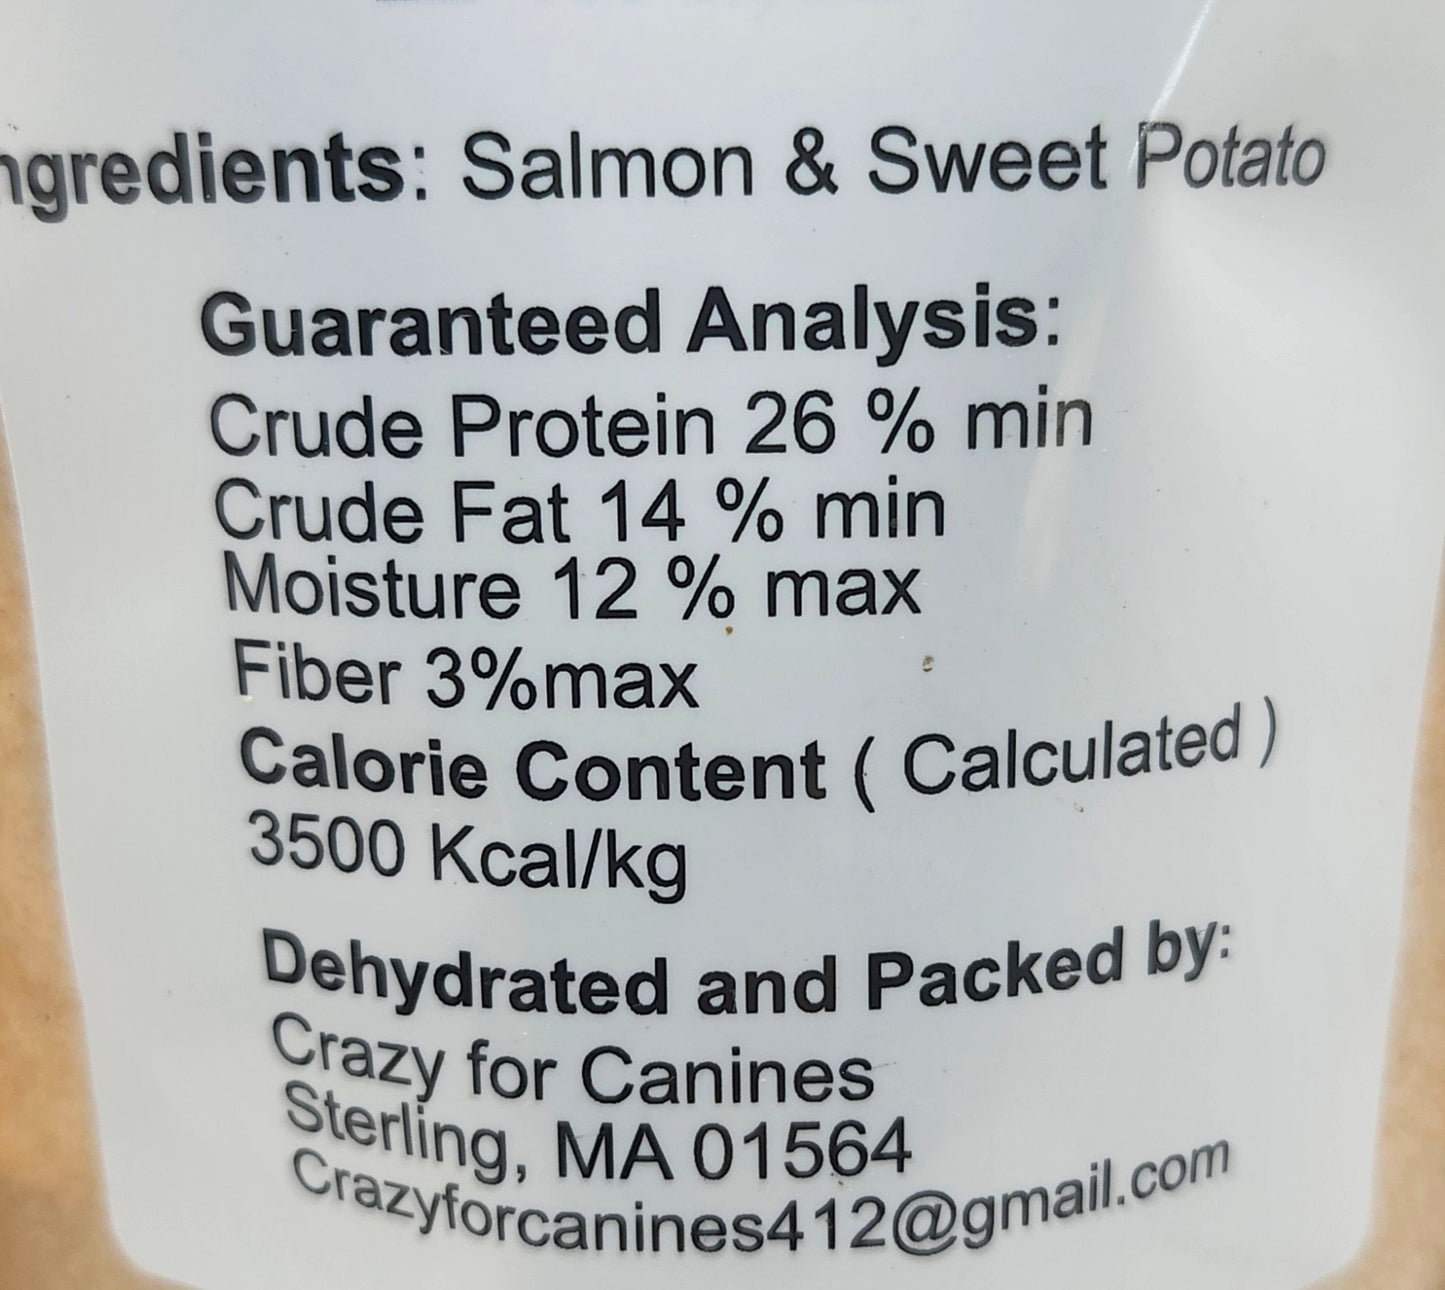 ngredients: Salmon & Sweet Potato
Guaranteed Analysis:
Crude Protein 26 % min
Crude Fat 14 % min
Moisture 12 % max
Fiber 3%max
Calorie Content ( Calculated )
3500 Kcal/kg
Dehydrated and Packed by:
Crazy for Canines
Sterling, MA 01564
Crazyforcanines412@gmail.com